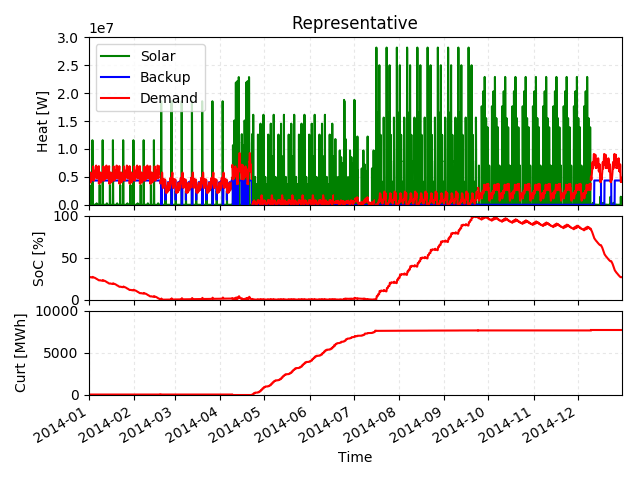 Representative
1e7
3.0
2.5
2.0
1.5
1.0
0.5
0.0
Heat [W]
Solar
Backup
Demand
100
50
0
SoC [%]
10000
5000
0
Curt [MWh]
2014-01
2014-02
2014-03
2014-04
2014-05
2014-06
2014-07
2014-08
2014-09
2014-10
2014-11
2014-12
Time